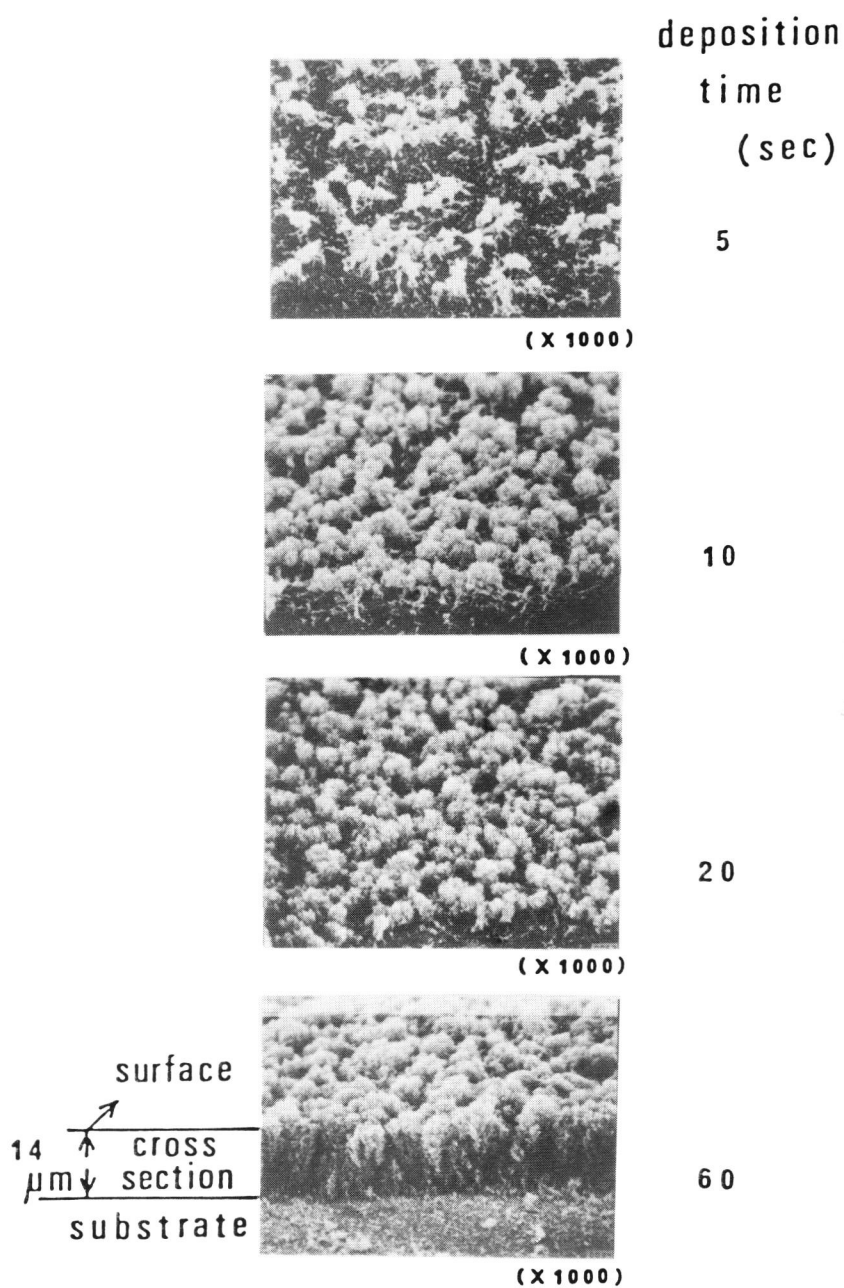 deposition
time
(sec)
5
(X 1000)
10
(X 1000)
20
(X 1000)
surface
14
cross
μm
section
60
substrate
(X 1000)